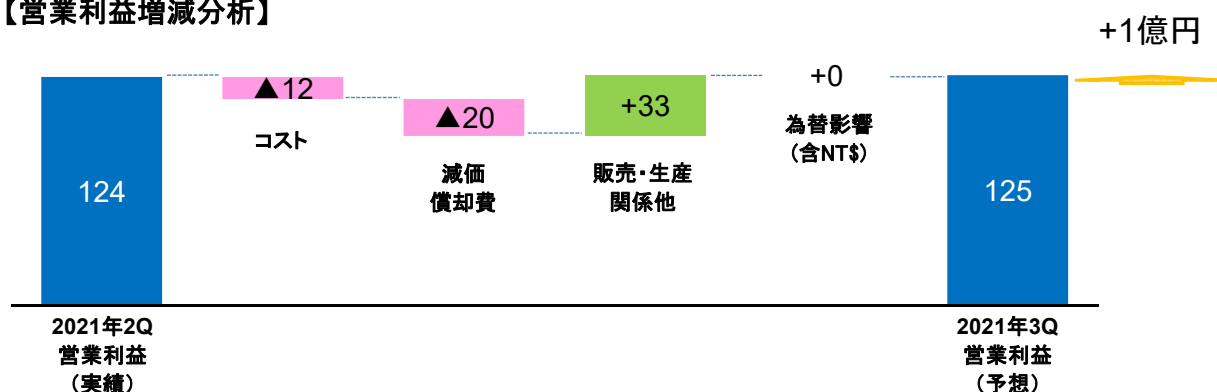 【営業利益増減分析】
+1億円
124
▲12
コスト
▲20
減価
償却費
+33
販売・生産
関係他
+0
為替影響
(含NT$)
125
2021年2Q
営業利益
(実績)
2021年3Q
営業利益
(予想)